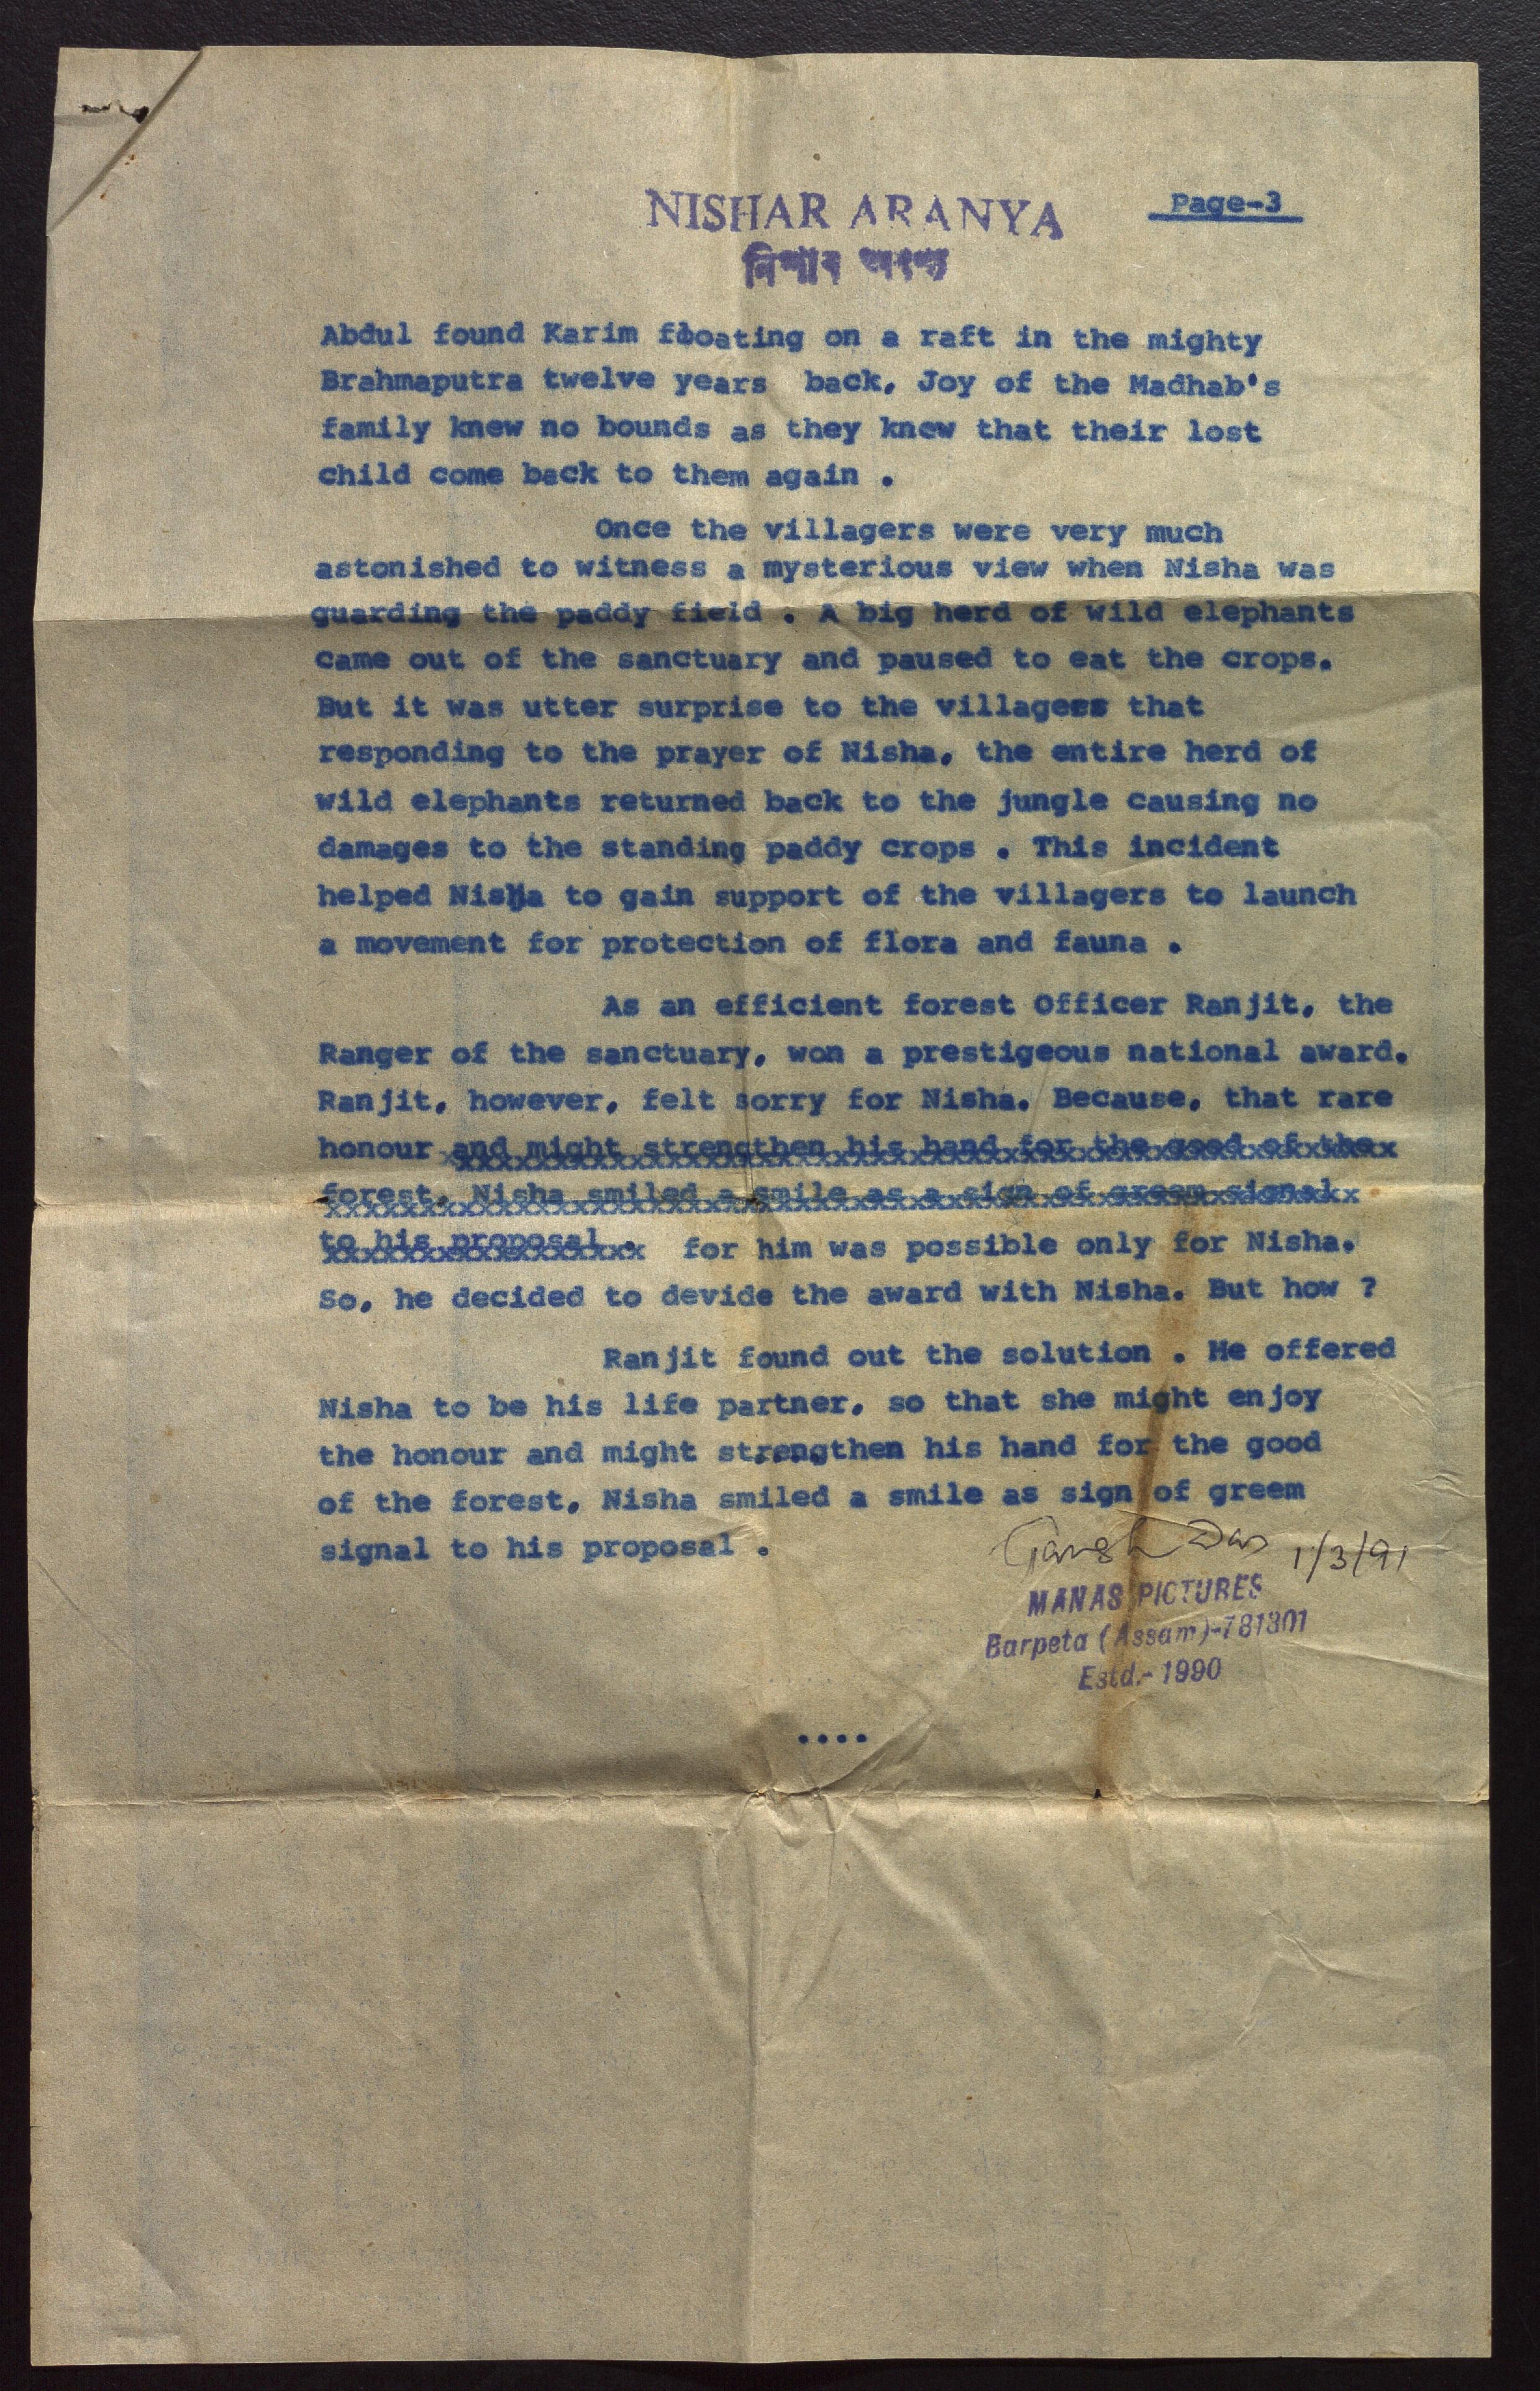 NISHAR ARANYA
Page-3
নিশাৰ অৰণ্য
Abdul found Karim floating on a raft in the mighty
Brahmaputra twelve years back, Joy of the Madhab's
family knew no bounds as they knew that their lost
child come back to them again .
Once the villagers were very much
astonished to witness a mysterious view when Nisha was
guarding the paddy field . A big herd of wild elephants
came out of the sanctuary and paused to eat the crops.
But it was utter surprise to the villagers that
responding to the prayer of Nisha, the entire herd of
wild elephants returned back to the jungle causing no
damages to the standing paddy crops . This incident
helped Nisha to gain support of the villagers to launch
a movement for protection of flora and fauna .
As an efficient forest Officer Ranjit, the
Ranger of the sanctuary, won a prestigeous national award.
Ranjit, however, felt sorry for Nisha. Because, that rare
honour and might strengthen his hand for the good of the
forest. Nisha smiled a smile as a sign of greem signal
to his proposal . for him was possible only for Nisha.
So, he decided to devide the award with Nisha. But how ?
Ranjit found out the solution . He offered
Nisha to be his life partner, so that she might enjoy
the honour and might strengthen his hand for the good
of the forest. Nisha smiled a smile as sign of greem
signal to his proposal .
Das 1/3/91
MANAS PICTURES
Barpeta (Assam)-781301
Estd.- 1990
....